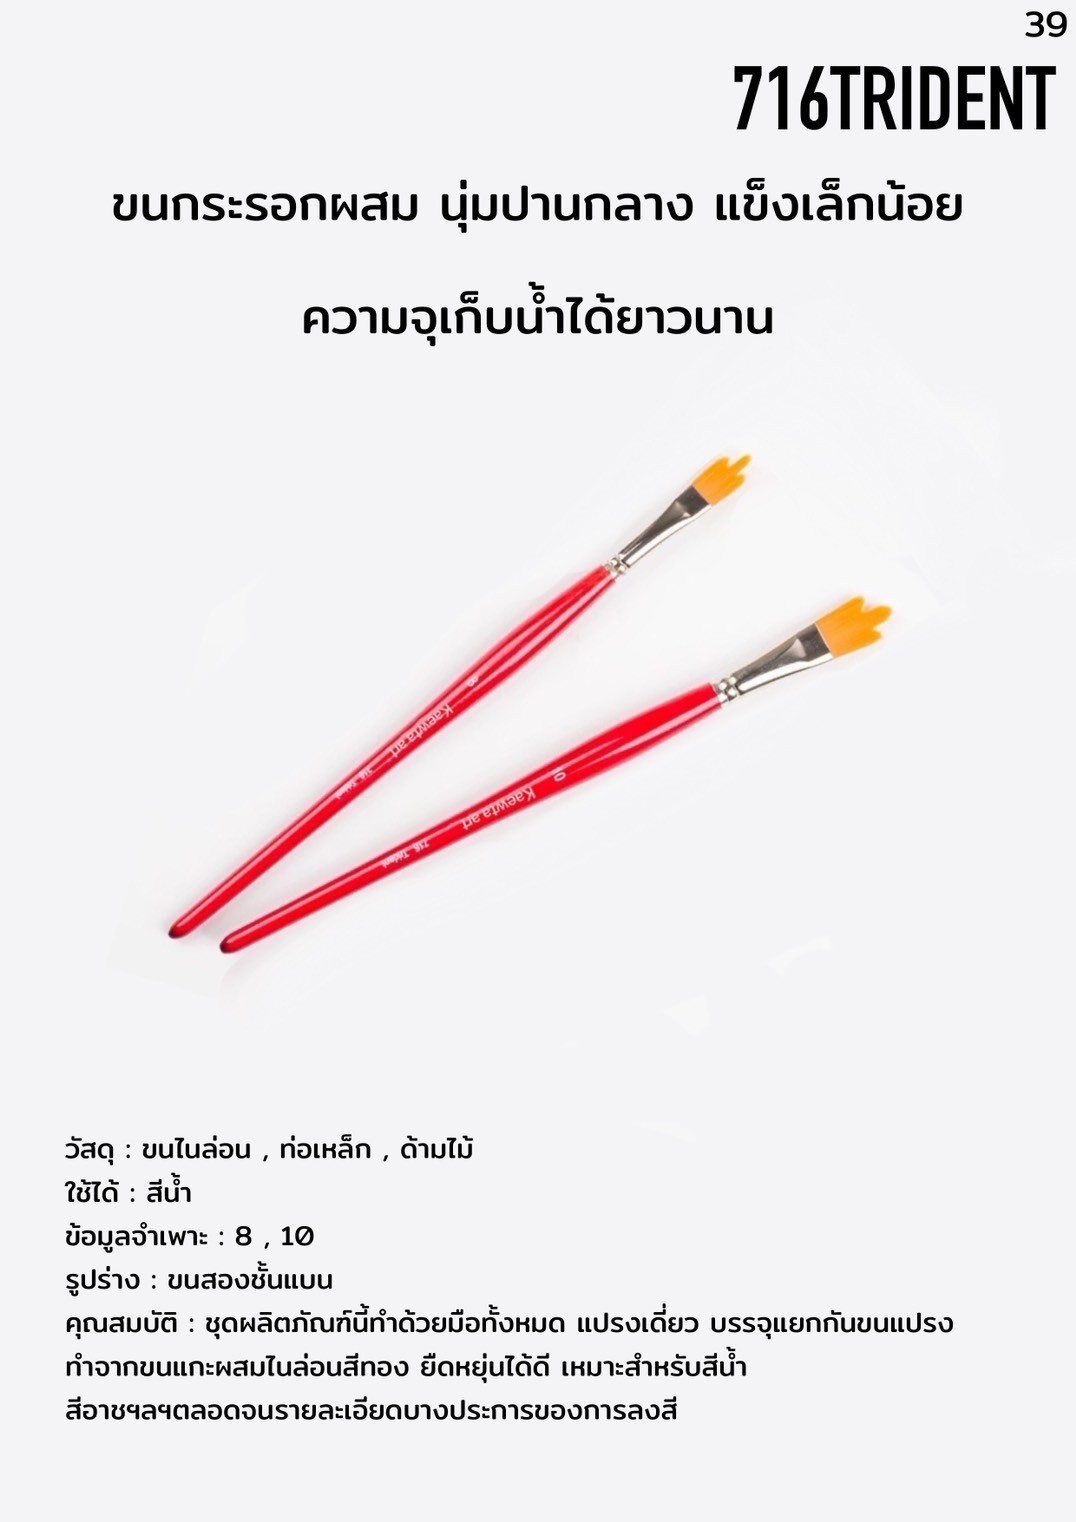 39
716TRIDENT
ขนกระรอกผสม นุ่มปานกลาง แข็งเล็กน้อย
ความจุเก็บน้ำได้ยาวนาน
8
Kaewta art
716 Trident
10
Kaewta art
716 Trident
วัสดุ : ขนไนล่อน , ท่อเหล็ก , ด้ามไม้
ใช้ได้ : สีน้ำ
ข้อมูลจำเพาะ : 8 , 10
รูปร่าง : ขนสองชั้นแบน
คุณสมบัติ : ชุดผลิตภัณฑ์นี้ทำด้วยมือทั้งหมด แปรงเดี่ยว บรรจุแยกกันขนแปรง
ทำจากขนแกะผสมไนล่อนสีทอง ยืดหยุ่นได้ดี เหมาะสำหรับสีน้ำ
สีอาชฯลฯตลอดจนรายละเอียดบางประการของการลงสี